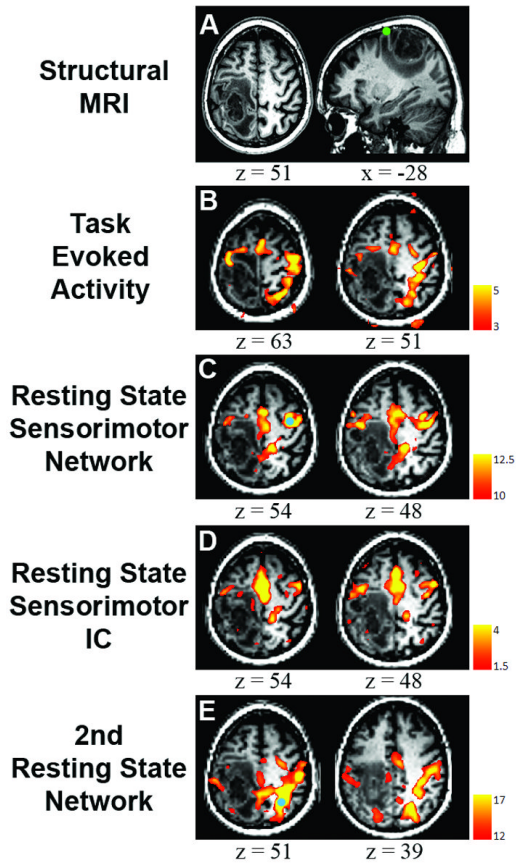 A
Structural
MRI
z = 51
x = -28
B
Task
Evoked
Activity
5
3
z = 63
z = 51
C
Resting State
Sensorimotor
Network
12.5
10
z = 54
z = 48
D
Resting State
Sensorimotor
IC
4
1.5
z = 54
z = 48
E
2nd
Resting State
Network
17
12
z = 51
z = 39